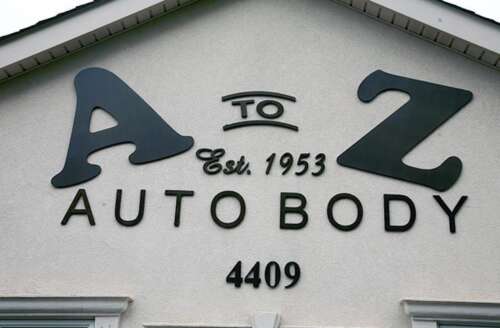 A TO Z
Est. 1953
AUTO BODY
4409